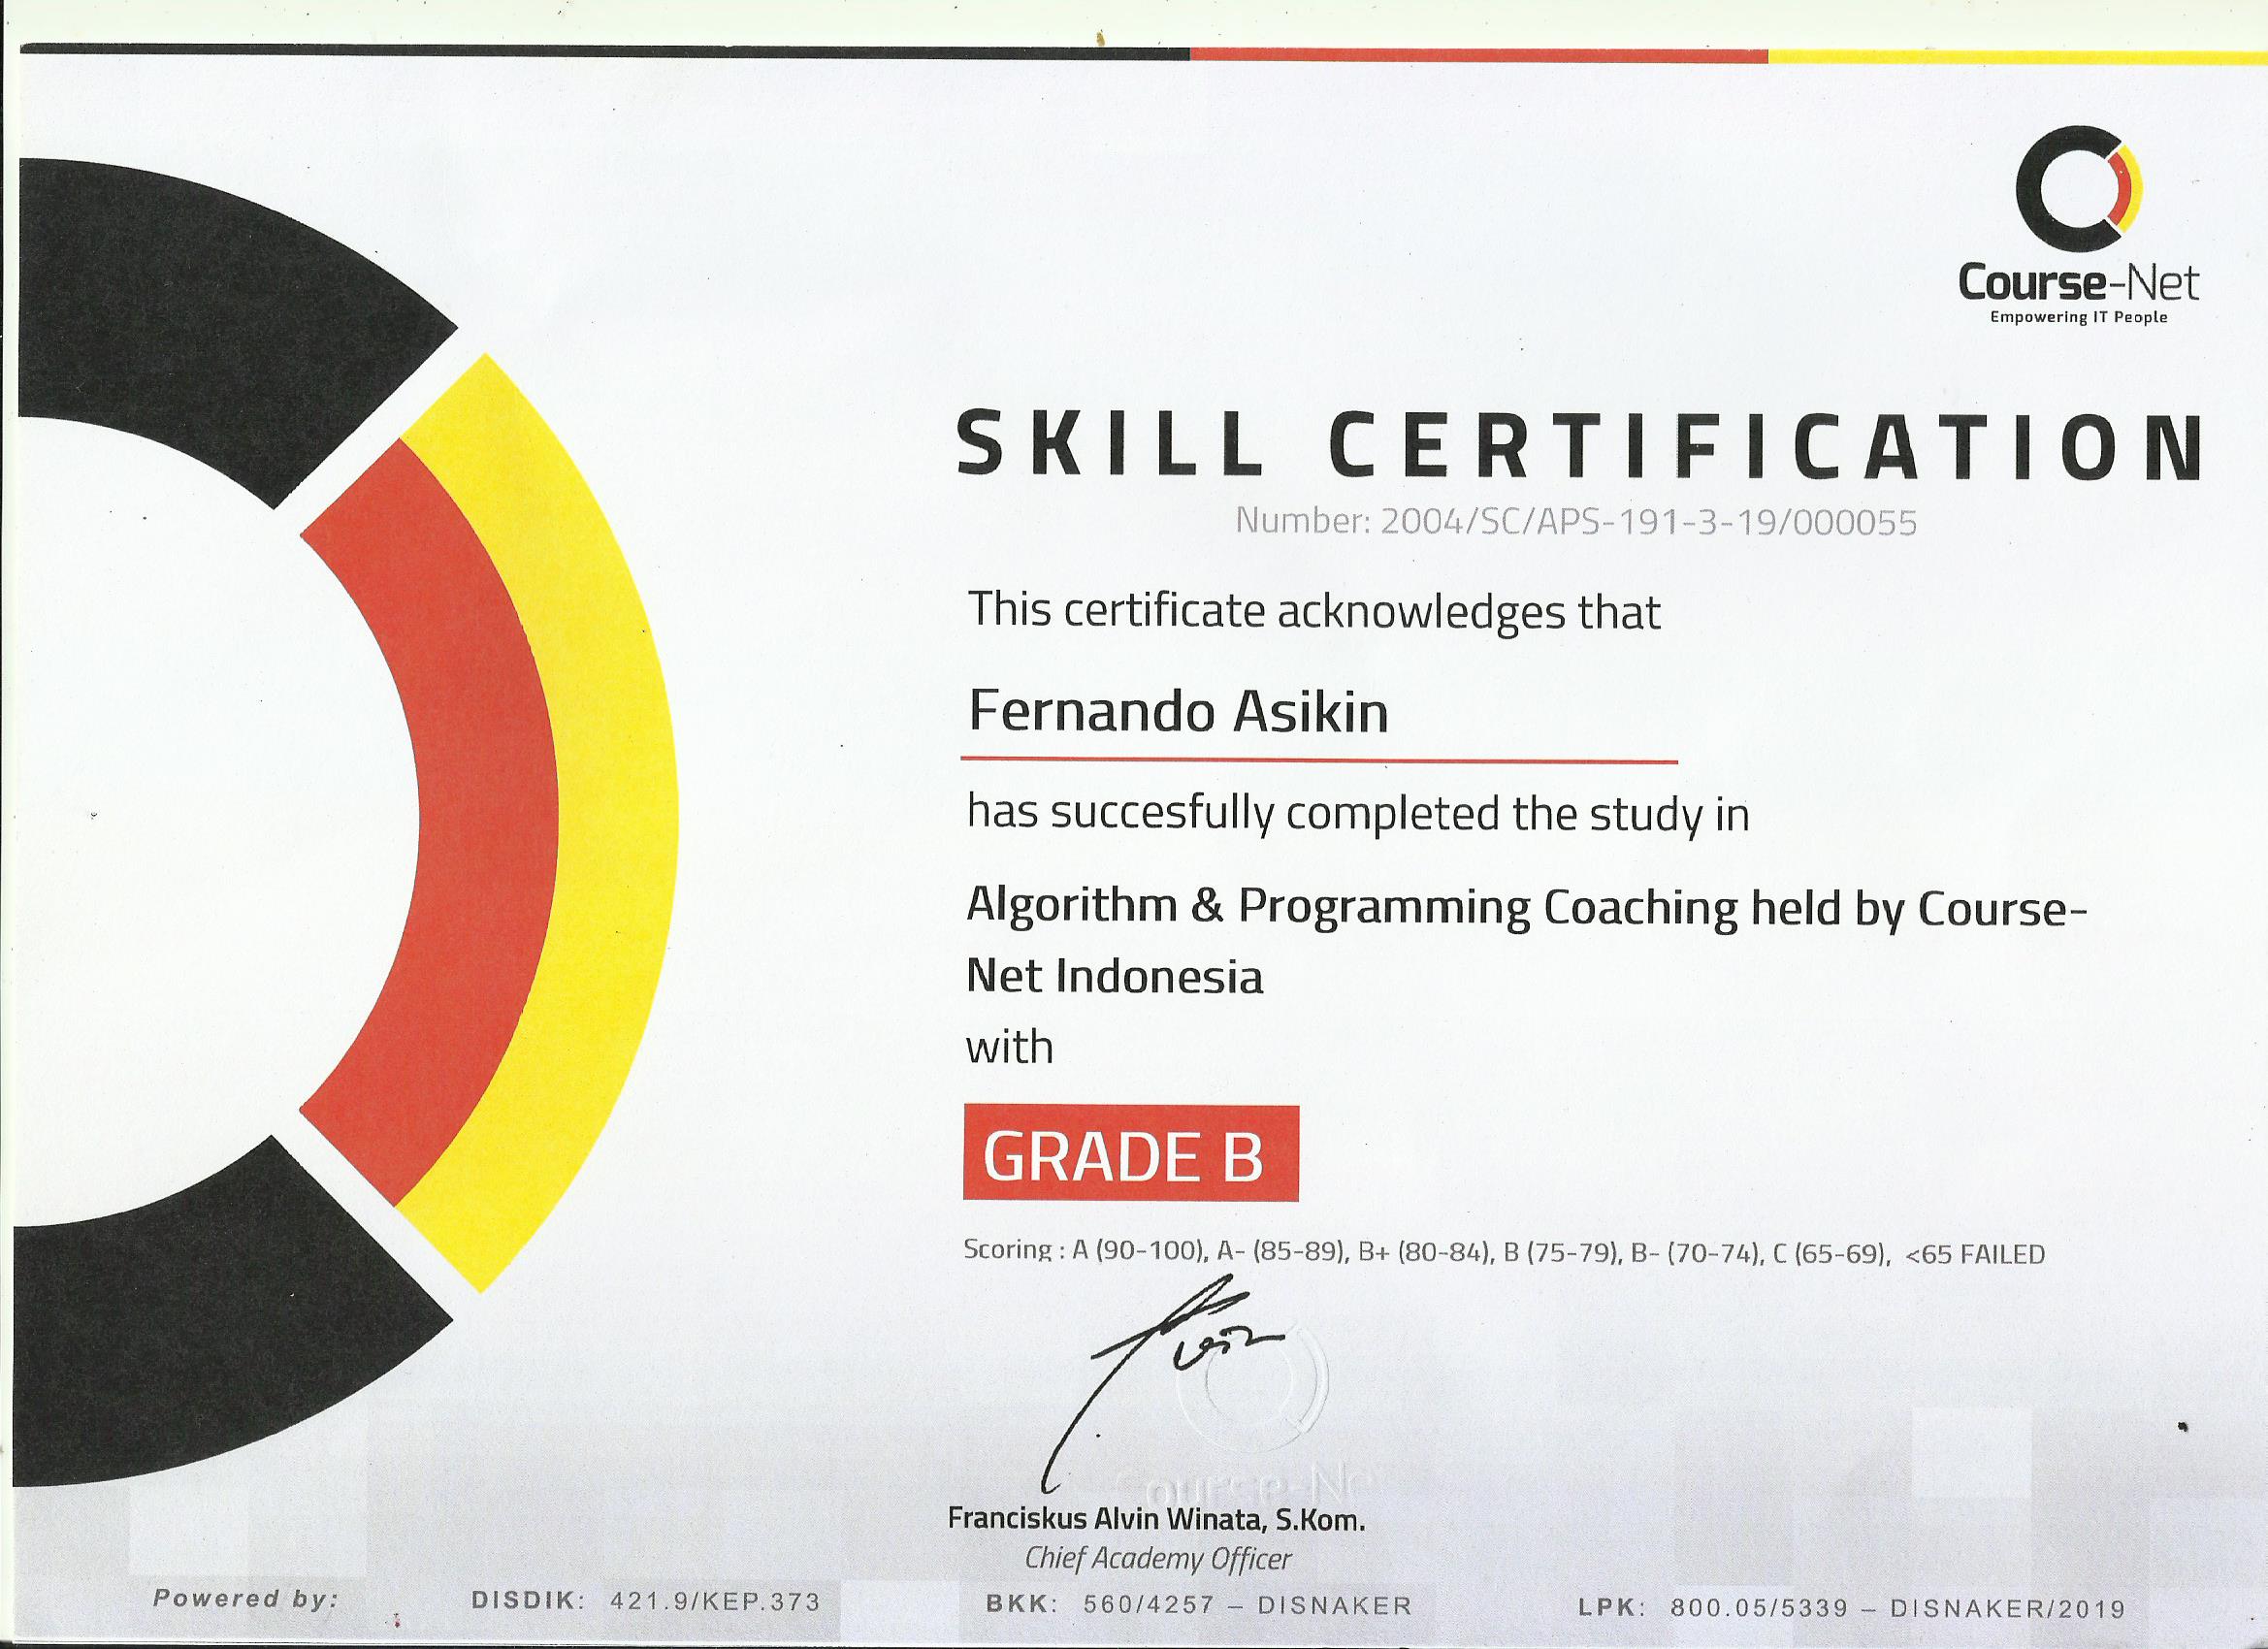 Course-Net
Empowering IT People
SKILL CERTIFICATION
Number: 2004/SC/APS-191-3-19/000055
This certificate acknowledges that
Fernando Asikin
has succesfully completed the study in
Algorithm & Programming Coaching held by Course-
Net Indonesia
with
GRADE B
Scoring : A (90-100), A- (85-89), B+ (80-84), B (75-79), B- (70-74), C (65-69), <65 FAILED
Alvin
Course-Net
Franciskus Alvin Winata, S.Kom.
Chief Academy Officer
Powered by: DISDIK: 421.9/KEP.373 BKK: 560/4257 – DISNAKER LPK: 800.05/5339 – DISNAKER/2019